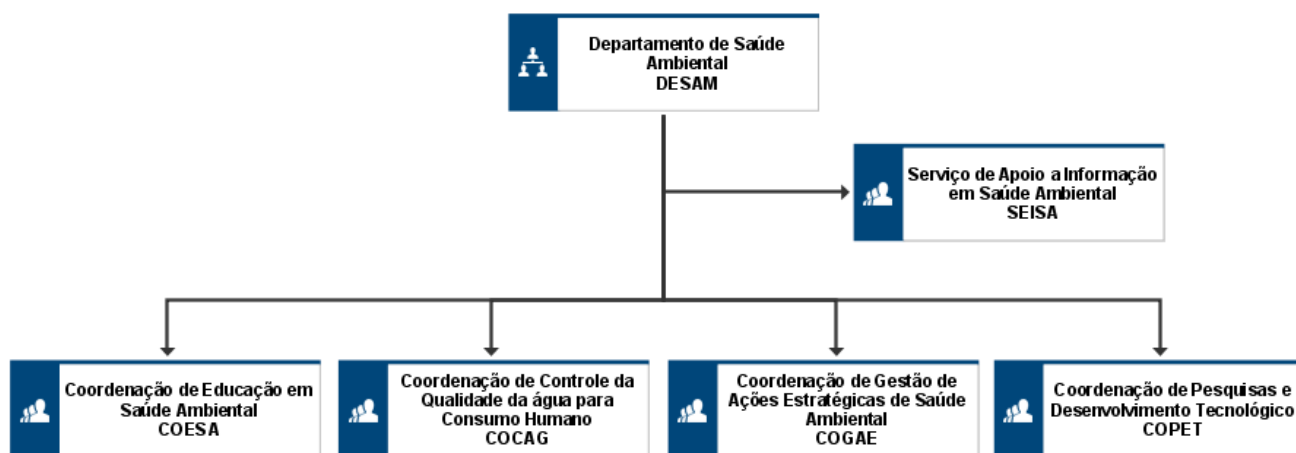 Departamento de Saúde
Ambiental
DESAM
Serviço de Apoio a Informação
em Saúde Ambiental
SEISA
Coordenação de Educação em
Saúde Ambiental
COESA
Coordenação de Controle da
Qualidade da água para
Consumo Humano
COCAG
Coordenação de Gestão de
Ações Estratégicas de Saúde
Ambiental
COGAE
Coordenação de Pesquisas e
Desenvolvimento Tecnológico
COPET